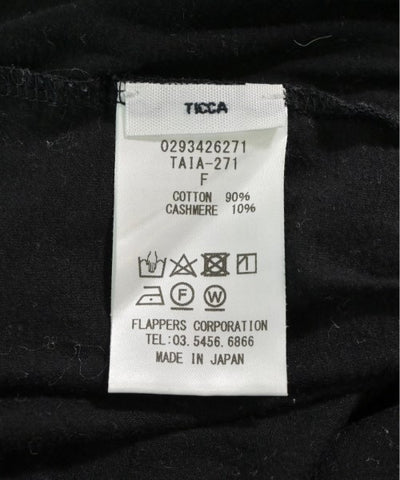 TICCA
0293426271
TAIA-271
F
COTTON 90%
CASHMERE 10%
F W
FLAPPERS CORPORATION
TEL:03.5456.6866
MADE IN JAPAN